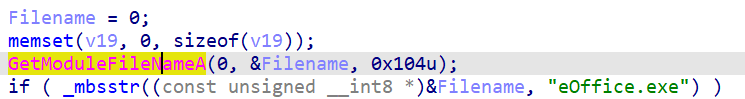 Filename = 0;
memset(v19, 0, sizeof(v19));
GetModuleFileNameA(0, &Filename, 0x104u);
if ( _mbsstr((const unsigned __int8 *)&Filename, "eOffice.exe") )